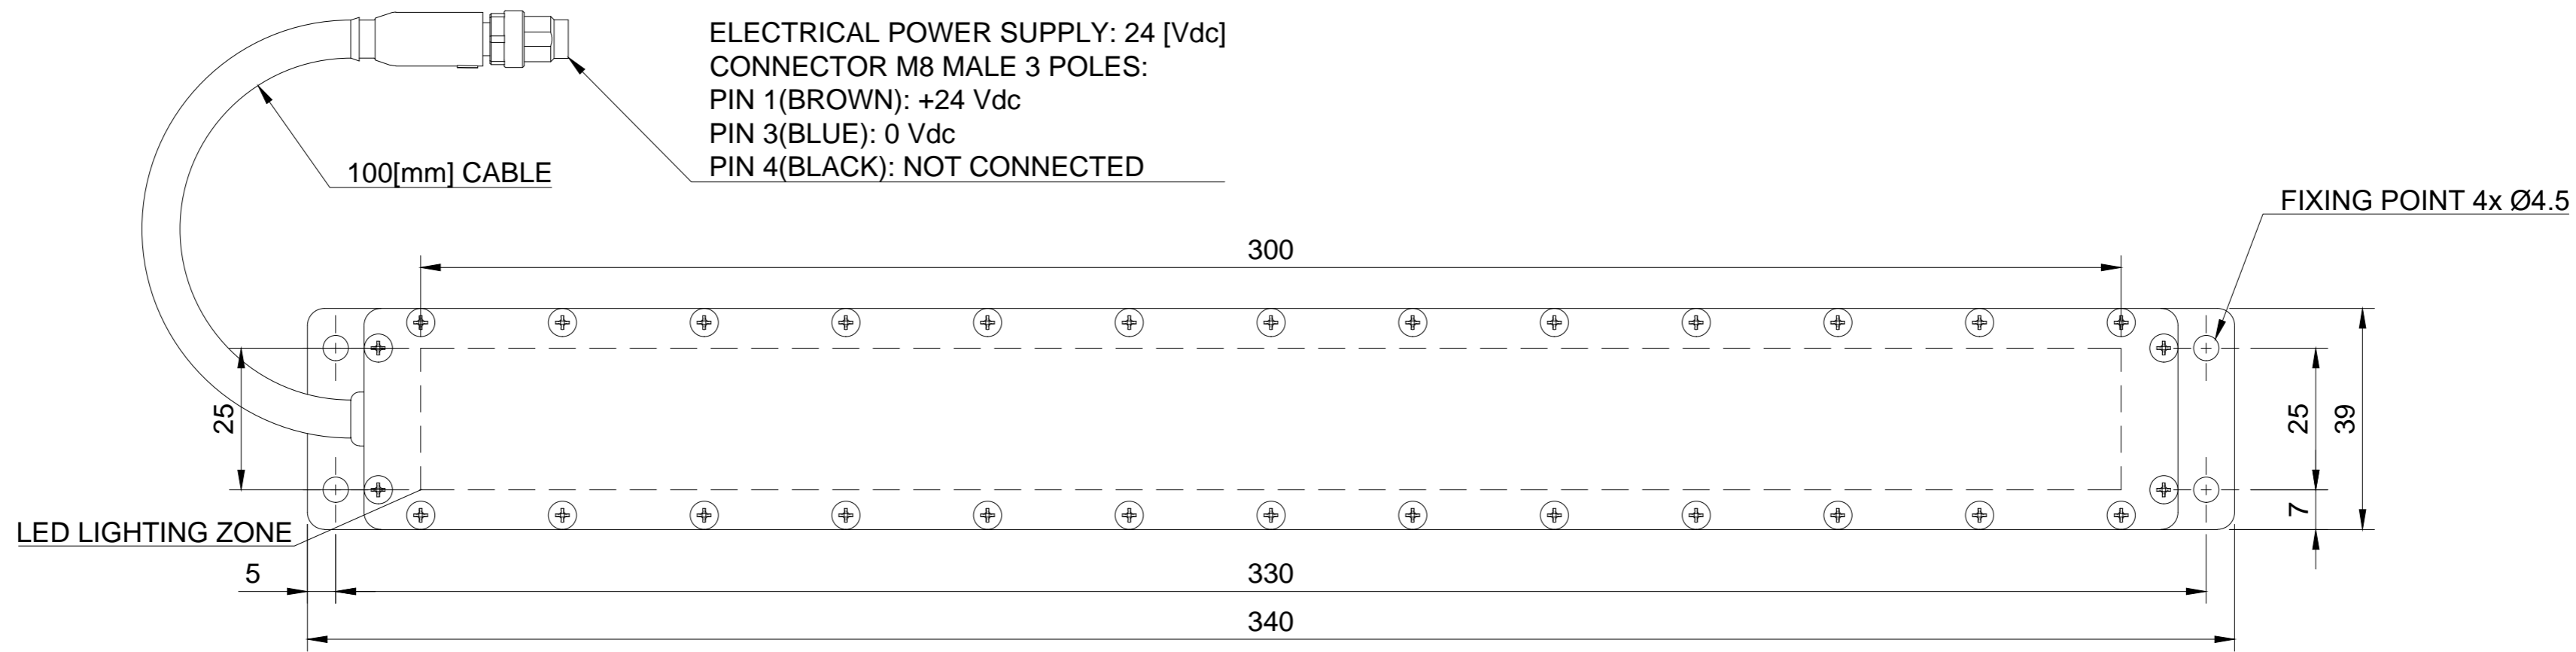 ELECTRICAL POWER SUPPLY: 24 [Vdc]
CONNECTOR M8 MALE 3 POLES:
PIN 1(BROWN): +24 Vdc
PIN 3(BLUE): 0 Vdc
PIN 4(BLACK): NOT CONNECTED
100[mm] CABLE
FIXING POINT 4x Ø4.5
300
25
25
39
7
LED LIGHTING ZONE
5
330
340